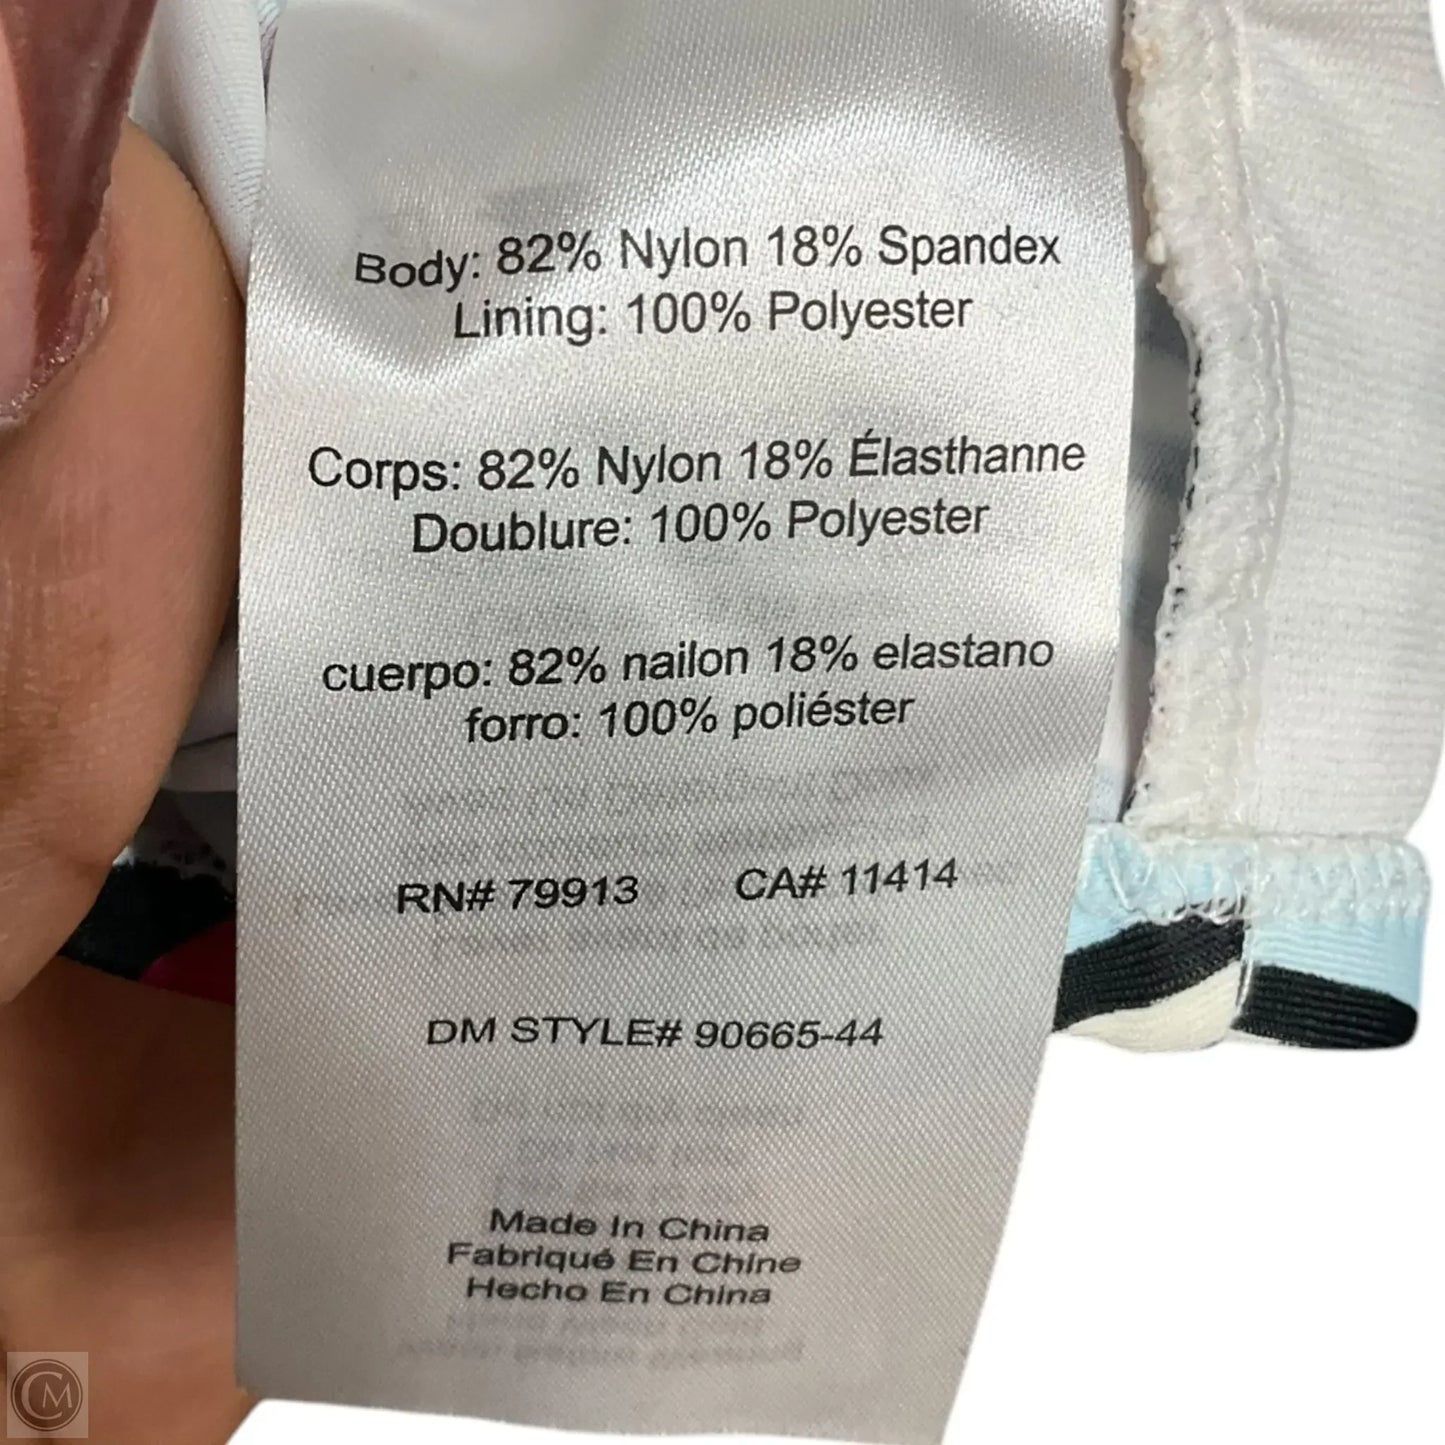 Body: 82% Nylon 18% Spandex
Lining: 100% Polyester
Corps: 82% Nylon 18% Élasthanne
Doublure: 100% Polyester
cuerpo: 82% nailon 18% elastano
forro: 100% poliéster
RN# 79913 CA# 11414
DM STYLE# 90665-44
Made In China
Fabriqué En Chine
Hecho En China
CM